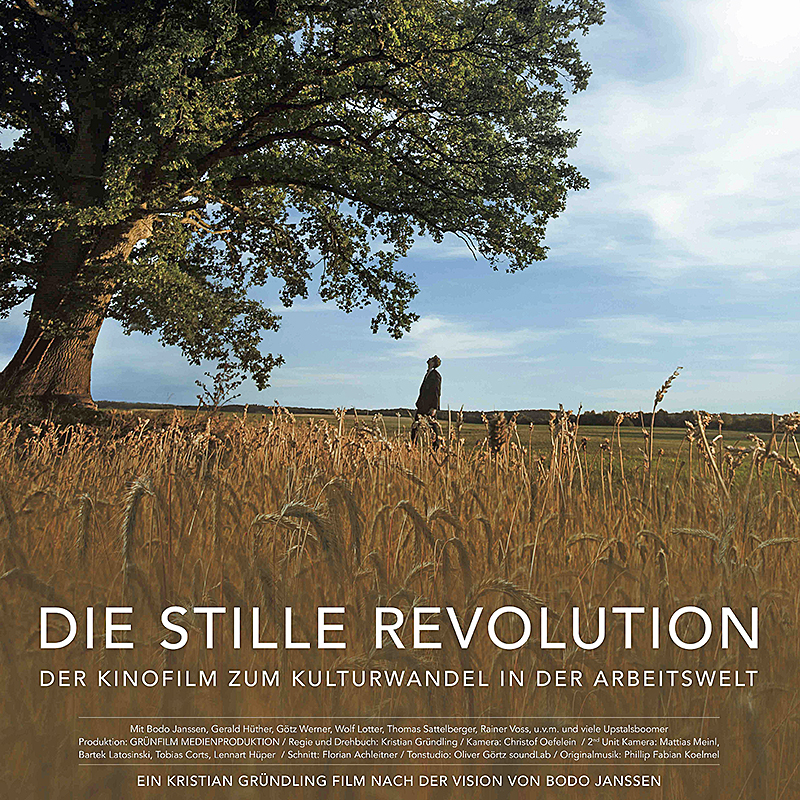 DIE STILLE REVOLUTION
DER KINOFILM ZUM KULTURWANDEL IN DER ARBEITSWELT
Mit Bodo Janssen, Gerald Hüther, Götz Werner, Wolf Lotter, Thomas Sattelberger, Rainer Voss, u.v.m. und viele Upstalsboomer
Produktion: GRÜNFILM MEDIENPRODUKTION / Regie und Drehbuch: Kristian Gründling / Kamera: Christof Oefelein / 2nd Unit Kamera: Mattias Meinl,
Bartek Latosinski, Tobias Corts, Lennart Hüper / Schnitt: Florian Achleitner / Tonstudio: Oliver Görtz soundLab / Originalmusik: Phillip Fabian Koelmel
EIN KRISTIAN GRÜNDLING FILM NACH DER VISION VON BODO JANSSEN